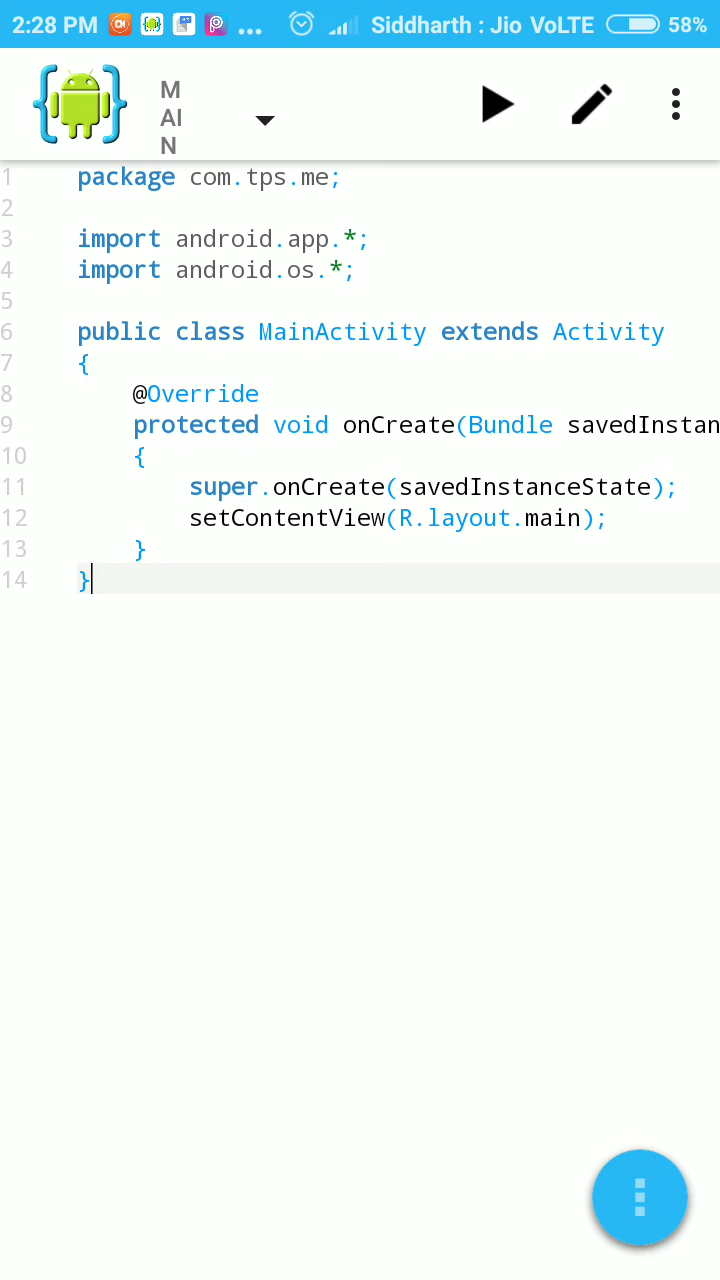 2:28 PM ... Siddharth : Jio VoLTE 58%
M
AI
N
1 package com.tps.me;
2
3 import android.app.*;
4 import android.os.*;
5
6 public class MainActivity extends Activity
7 {
8 @Override
9 protected void onCreate(Bundle savedInstan
10 {
11 super.onCreate(savedInstanceState);
12 setContentView(R.layout.main);
13 }
14 }